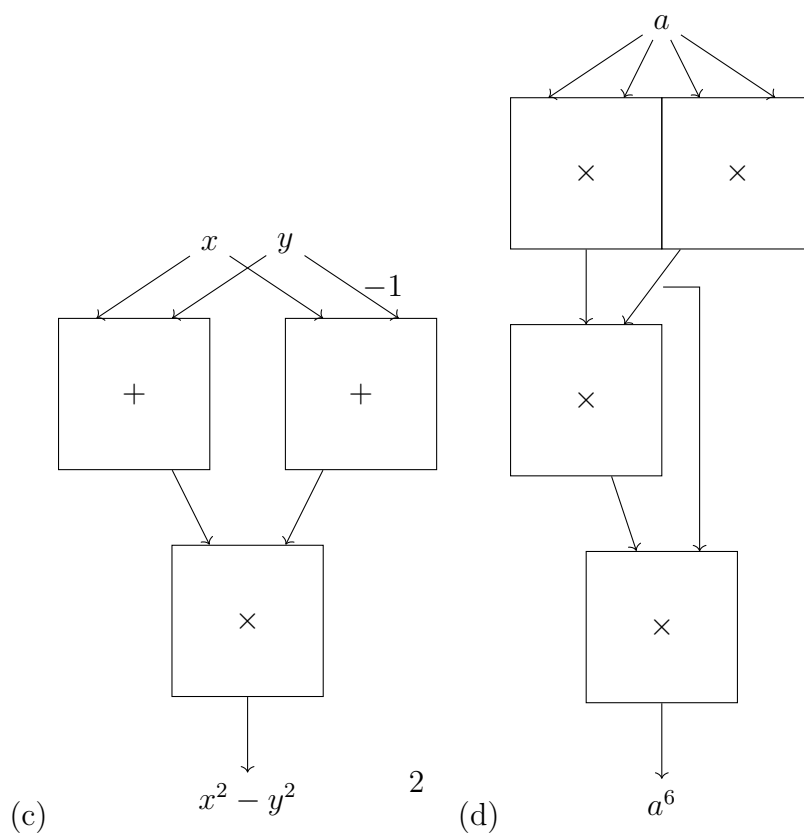 a
× ×
x y
−1
+ +
×
×
×
2
(c) x² − y² (d) a⁶